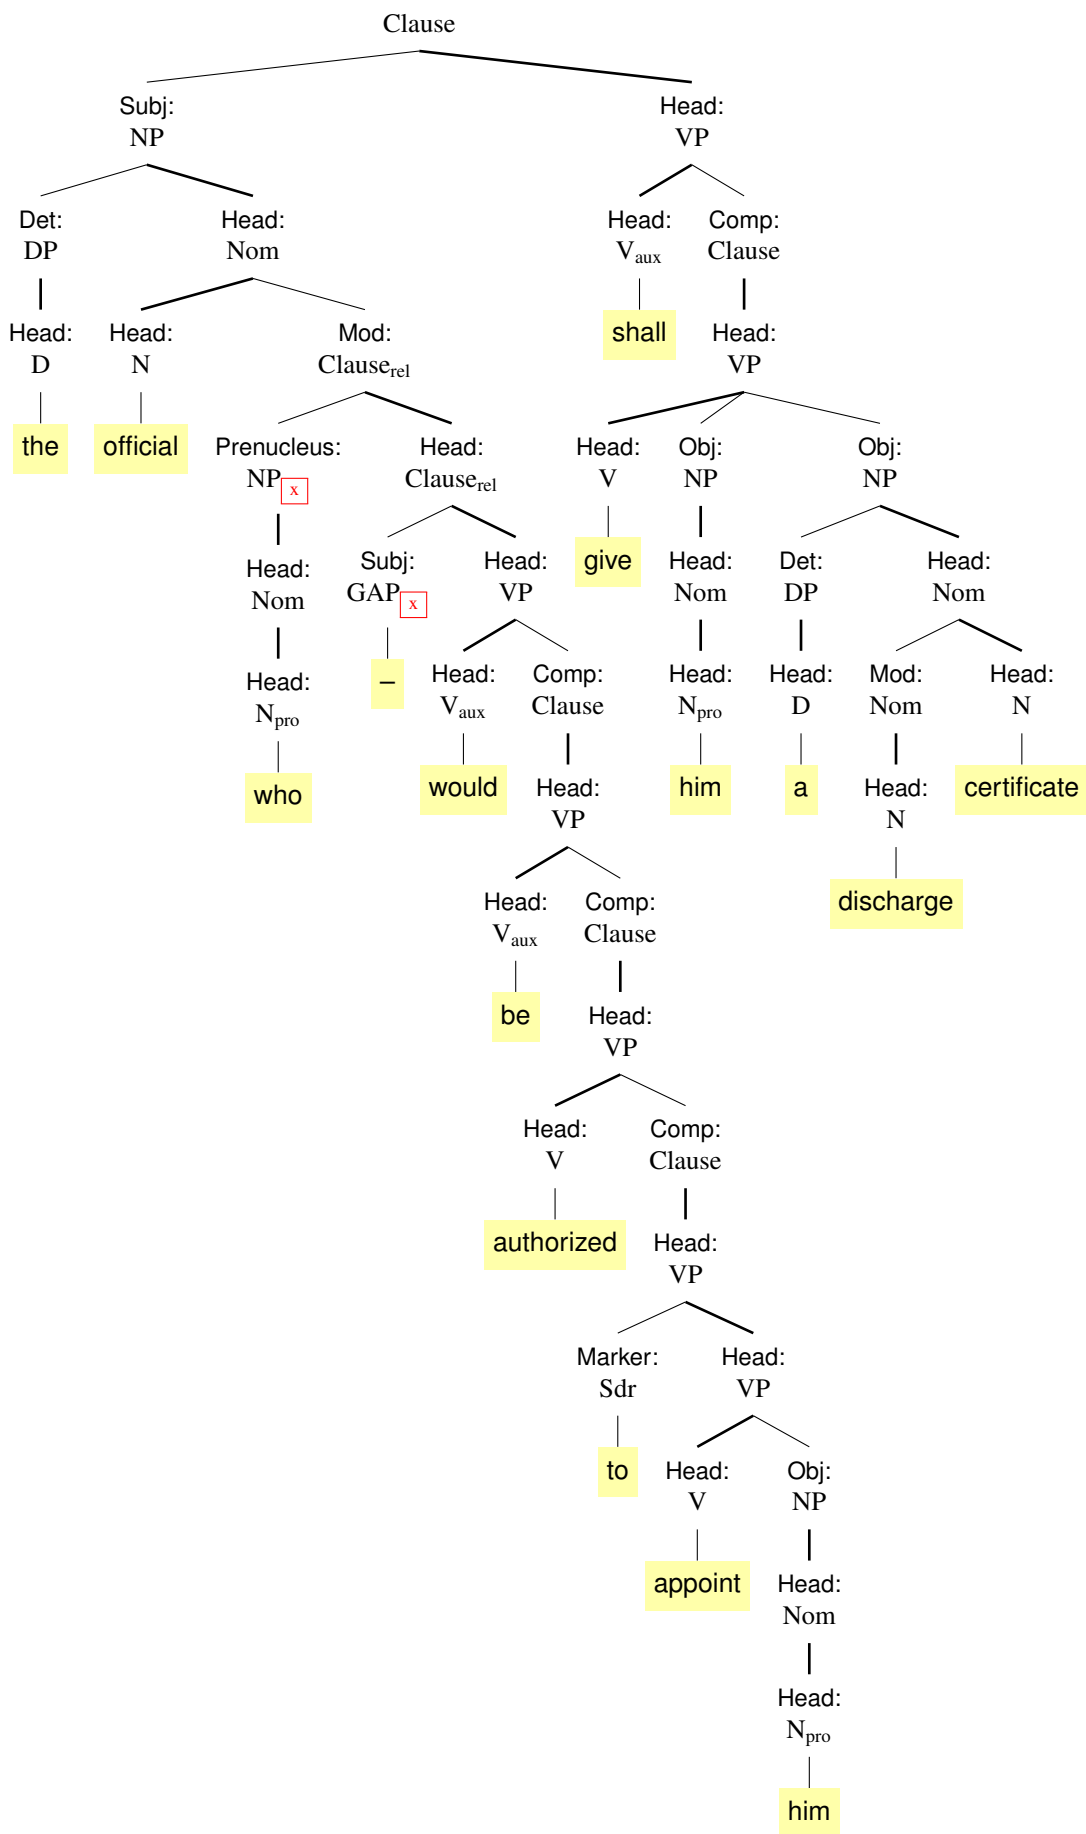 Clause
Subj: Head:
NP VP
Det: Head: Head: Comp:
DP Nom Vaux Clause
Head: Head: Mod: shall Head:
D N Clauserel VP
the official Prenucleus: Head: Head: Obj: Obj:
NP x Clauserel V NP NP
Head: Subj: Head: give Head: Det: Head:
Nom GAP x VP Nom DP Nom
Head: – Head: Comp: Head: Head: Mod: Head:
Npro Vaux Clause Npro D Nom N
who would Head: him a Head: certificate
VP N
Head: Comp: discharge
Vaux Clause
be Head:
VP
Head: Comp:
V Clause
authorized Head:
VP
Marker: Head:
Sdr VP
to Head: Obj:
V NP
appoint Head:
Nom
Head:
Npro
him